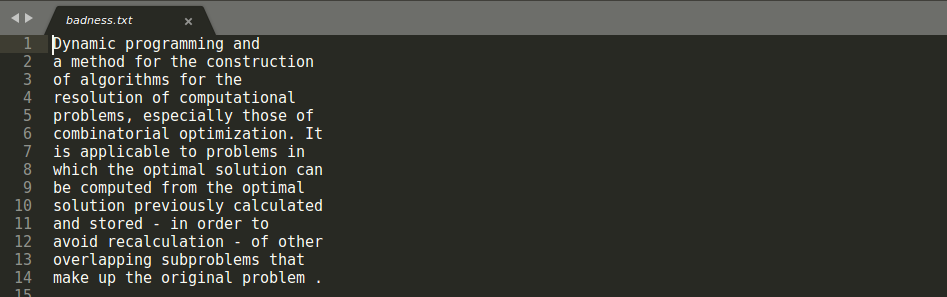 badness.txt ×
1 Dynamic programming and
2 a method for the construction
3 of algorithms for the
4 resolution of computational
5 problems, especially those of
6 combinatorial optimization. It
7 is applicable to problems in
8 which the optimal solution can
9 be computed from the optimal
10 solution previously calculated
11 and stored - in order to
12 avoid recalculation - of other
13 overlapping subproblems that
14 make up the original problem .
15